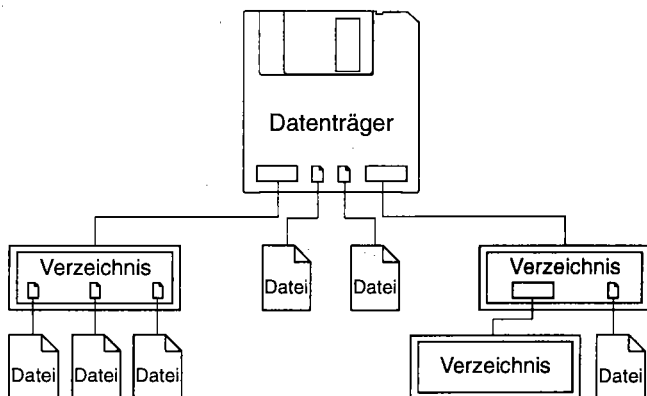 Datenträger
Verzeichnis
Datei
Datei
Verzeichnis
Datei
Datei
Datei
Verzeichnis
Datei